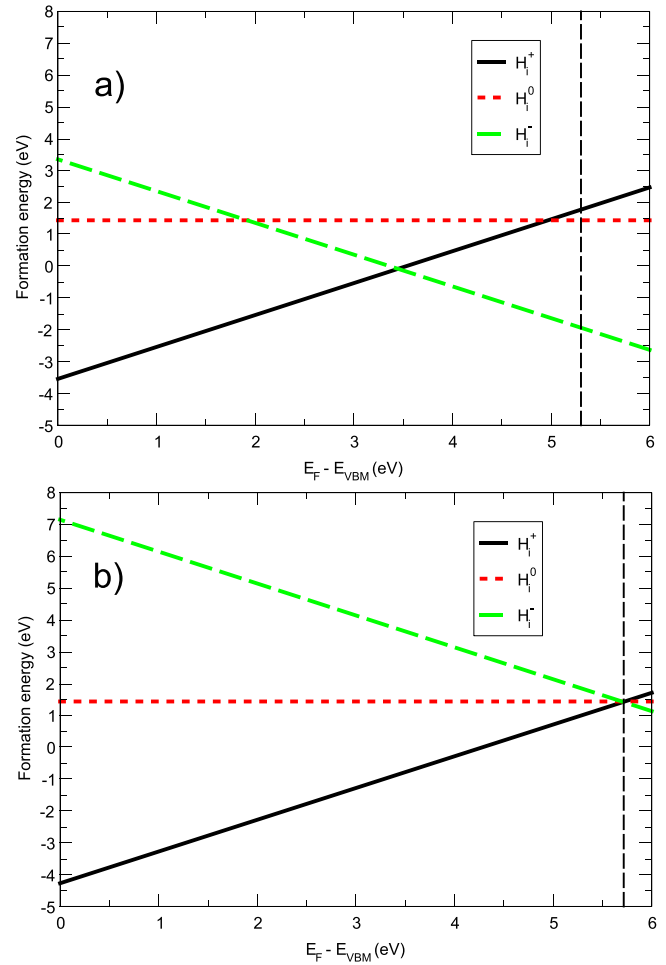 a)
H_i^+
H_i^0
H_i^-
Formation energy (eV)
8
7
6
5
4
3
2
1
0
-1
-2
-3
-4
-5
0 1 2 3 4 5 6
E_F - E_VBM (eV)
b)
H_i^+
H_i^0
H_i^-
Formation energy (eV)
8
7
6
5
4
3
2
1
0
-1
-2
-3
-4
-5
0 1 2 3 4 5 6
E_F - E_VBM (eV)